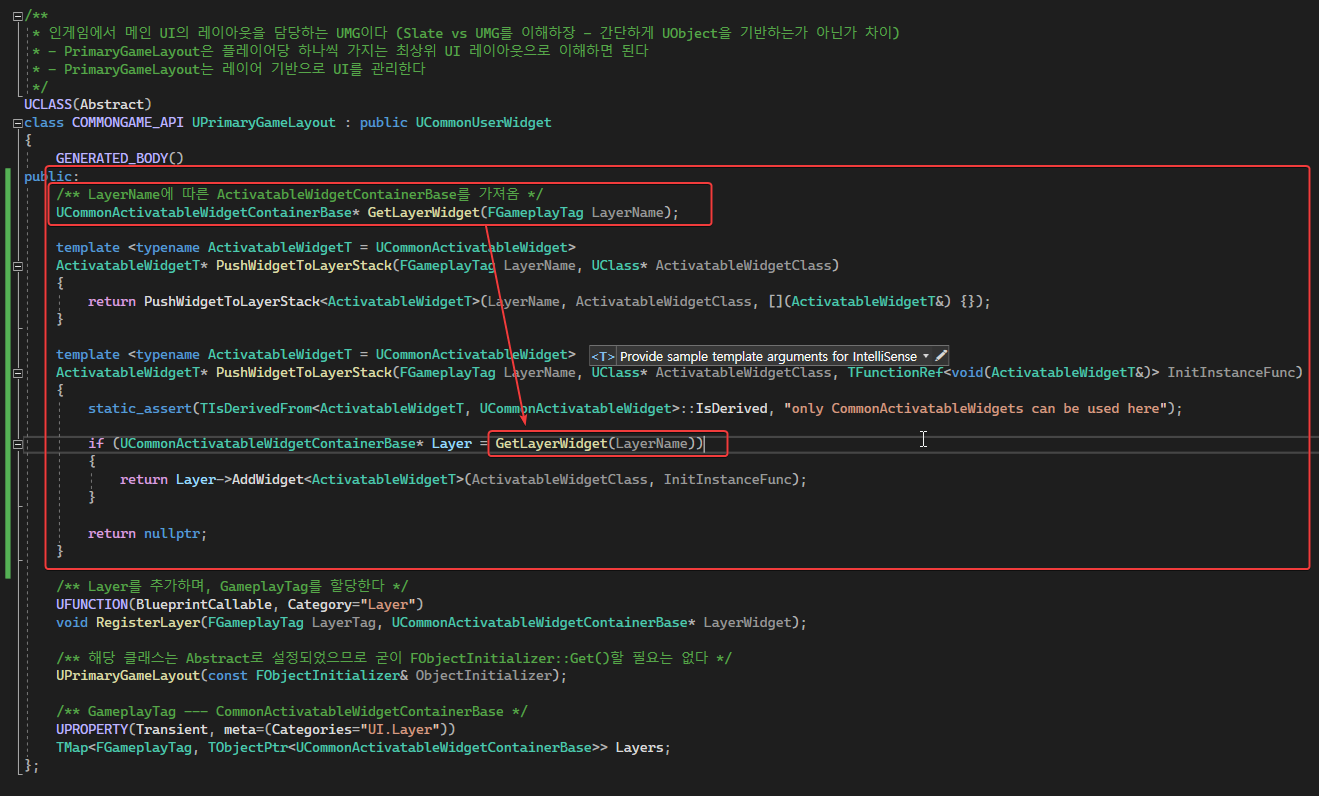 /**
 * 인게임에서 메인 UI의 레이아웃을 담당하는 UMG이다 (Slate vs UMG를 이해하장 - 간단하게 UObject을 기반하는가 아닌가 차이)
 * - PrimaryGameLayout은 플레이어당 하나씩 가지는 최상위 UI 레이아웃으로 이해하면 된다
 * - PrimaryGameLayout는 레이어 기반으로 UI를 관리한다
 */
UCLASS(Abstract)
class COMMONGAME_API UPrimaryGameLayout : public UCommonUserWidget
{
    GENERATED_BODY()
public:
    /** LayerName에 따른 ActivatableWidgetContainerBase를 가져옴 */
    UCommonActivatableWidgetContainerBase* GetLayerWidget(FGameplayTag LayerName);
    template <typename ActivatableWidgetT = UCommonActivatableWidget>
    ActivatableWidgetT* PushWidgetToLayerStack(FGameplayTag LayerName, UClass* ActivatableWidgetClass)
    {
        return PushWidgetToLayerStack<ActivatableWidgetT>(LayerName, ActivatableWidgetClass, [](ActivatableWidgetT&) {});
    }
    template <typename ActivatableWidgetT = UCommonActivatableWidget> <T> Provide sample template arguments for IntelliSense
    ActivatableWidgetT* PushWidgetToLayerStack(FGameplayTag LayerName, UClass* ActivatableWidgetClass, TFunctionRef<void(ActivatableWidgetT&)> InitInstanceFunc)
    {
        static_assert(TIsDerivedFrom<ActivatableWidgetT, UCommonActivatableWidget>::IsDerived, "only CommonActivatableWidgets can be used here");
        if (UCommonActivatableWidgetContainerBase* Layer = GetLayerWidget(LayerName))
        {
            return Layer->AddWidget<ActivatableWidgetT>(ActivatableWidgetClass, InitInstanceFunc);
        }
        return nullptr;
    }
    /** Layer를 추가하며, GameplayTag를 할당한다 */
    UFUNCTION(BlueprintCallable, Category="Layer")
    void RegisterLayer(FGameplayTag LayerTag, UCommonActivatableWidgetContainerBase* LayerWidget);
    /** 해당 클래스는 Abstract로 설정되었으므로 굳이 FObjectInitializer::Get()할 필요는 없다 */
    UPrimaryGameLayout(const FObjectInitializer& ObjectInitializer);
    /** GameplayTag --- CommonActivatableWidgetContainerBase */
    UPROPERTY(Transient, meta=(Categories="UI.Layer"))
    TMap<FGameplayTag, TObjectPtr<UCommonActivatableWidgetContainerBase>> Layers;
};